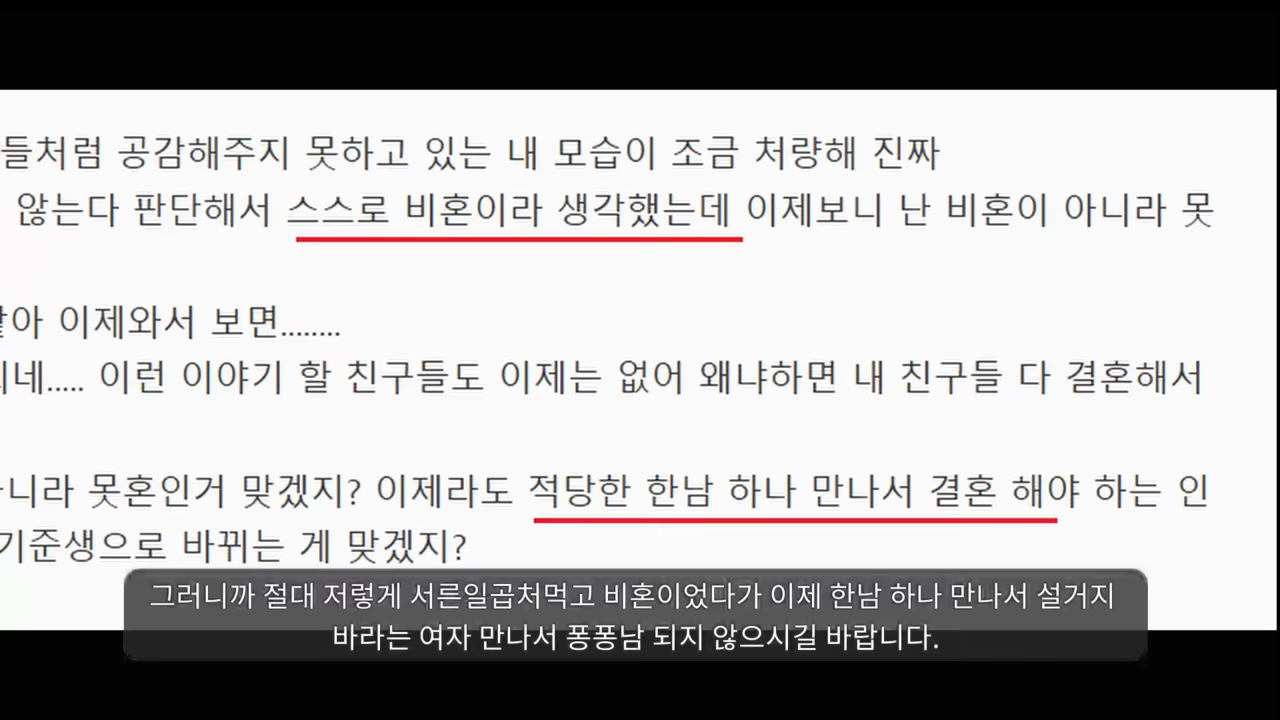 들처럼 공감해주지 못하고 있는 내 모습이 조금 처량해 진짜
않는다 판단해서 스스로 비혼이라 생각했는데 이제보니 난 비혼이 아니라 못
이제와서 보면........
이런 이야기 할 친구들도 이제는 없어 왜냐하면 내 친구들 다 결혼해서
못혼인거 맞겠지? 이제라도 적당한 한남 하나 만나서 결혼 해야 하는 인
기준생으로 바뀌는 게 맞겠지?
그러니까 절대 저렇게 서른일곱처먹고 비혼이었다가 이제 한남 하나 만나서 설거지
바라는 여자 만나서 퐁퐁남 되지 않으시길 바랍니다.